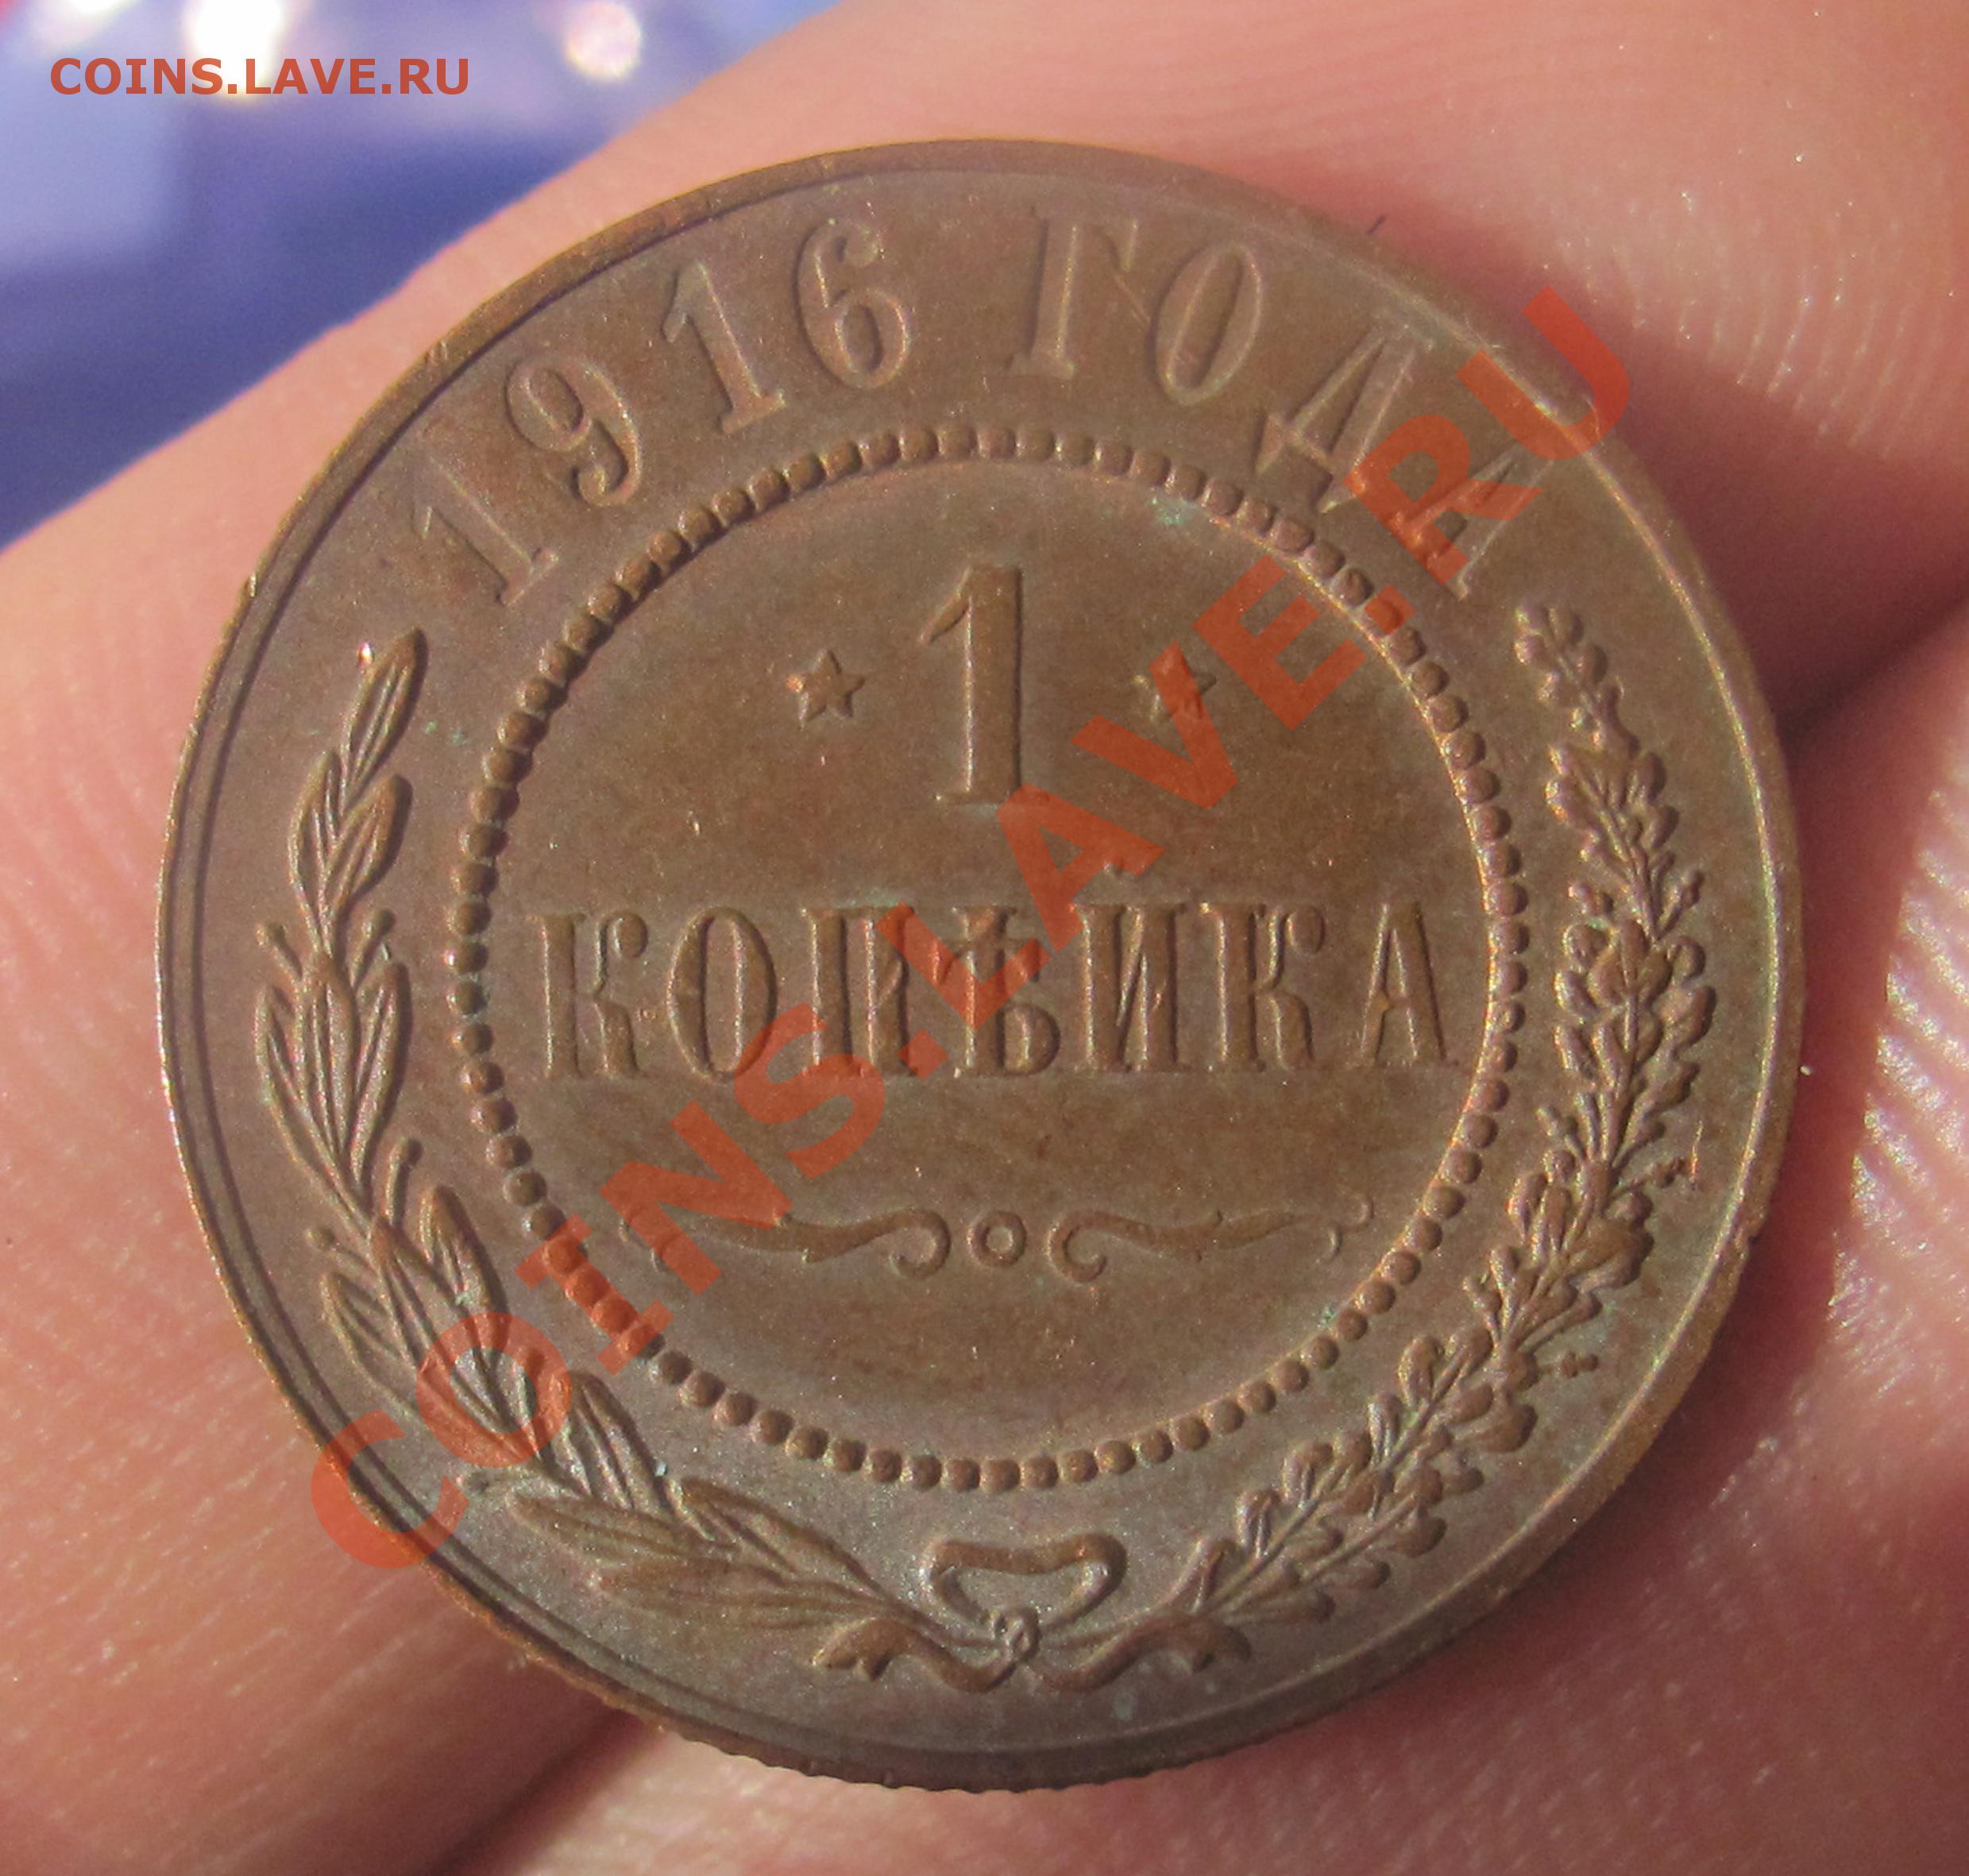 COINS.LAVE.RU
1916 ГОДА
* 1 *
КОПѢЙКА
COINS.LAVE.RU